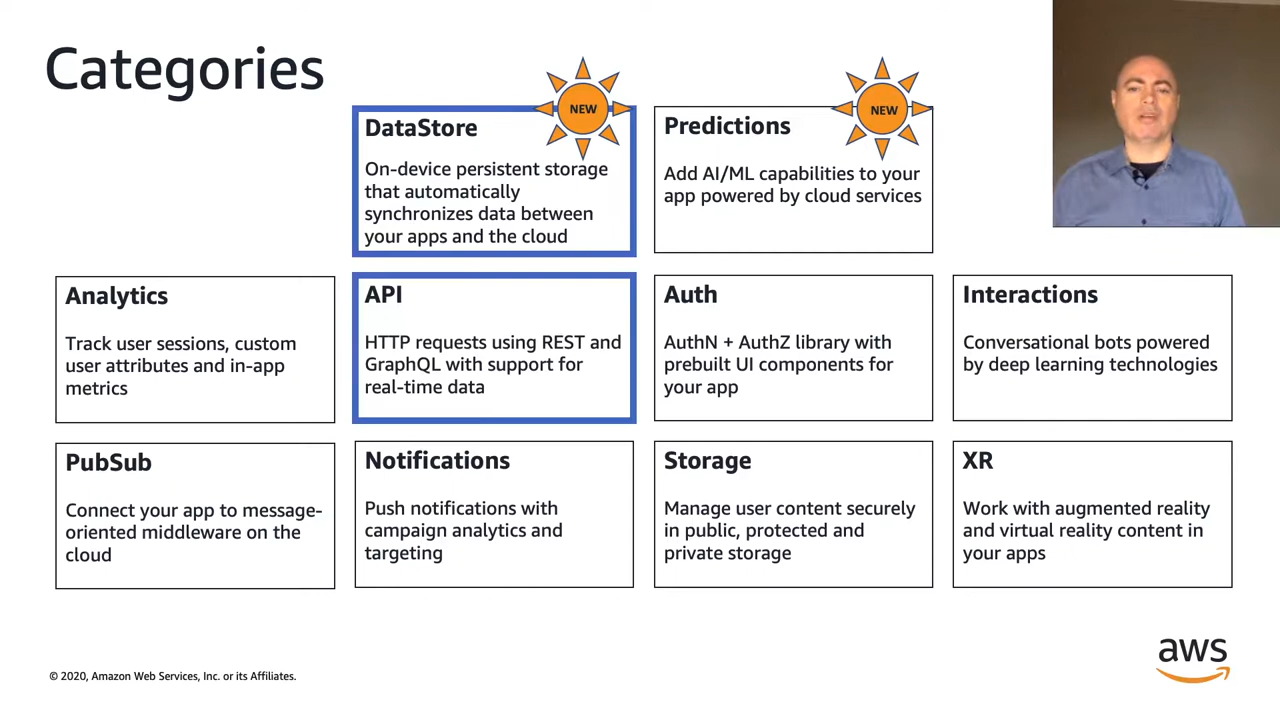 Categories
NEW
DataStore
On-device persistent storage
that automatically
synchronizes data between
your apps and the cloud
NEW
Predictions
Add AI/ML capabilities to your
app powered by cloud services
Analytics
Track user sessions, custom
user attributes and in-app
metrics
API
HTTP requests using REST and
GraphQL with support for
real-time data
Auth
AuthN + AuthZ library with
prebuilt UI components for
your app
Interactions
Conversational bots powered
by deep learning technologies
PubSub
Connect your app to message-
oriented middleware on the
cloud
Notifications
Push notifications with
campaign analytics and
targeting
Storage
Manage user content securely
in public, protected and
private storage
XR
Work with augmented reality
and virtual reality content in
your apps
© 2020, Amazon Web Services, Inc. or its Affiliates.
aws